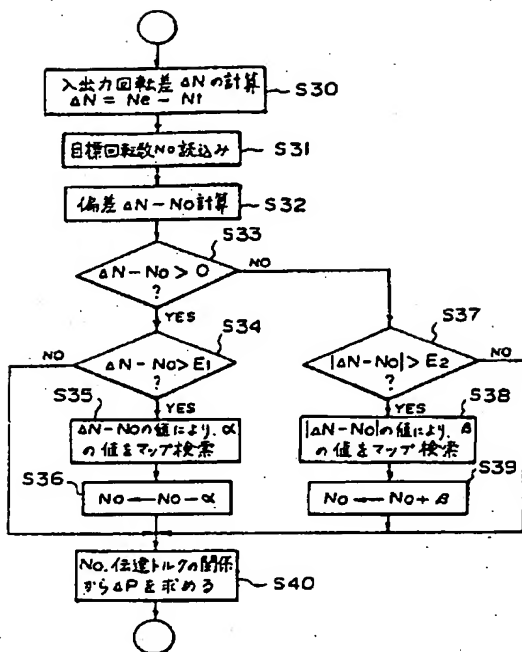 入出力回転差 ΔNの計算
ΔN = Ne - Nt
S30
目標回転数No読込み
S31
偏差 ΔN-No計算
S32
S33
ΔN-No>0
?
NO
YES
S34
S37
NO
ΔN-No>E1
?
|ΔN-No|>E2
?
NO
S35
YES
YES
S38
ΔN-Noの値により、α
の値をマップ検索
|ΔN-No|の値により、β
の値をマップ検索
S36
S39
No ← No-α
No ← No+β
No.伝達トルクの関係
からΔPを求める
S40